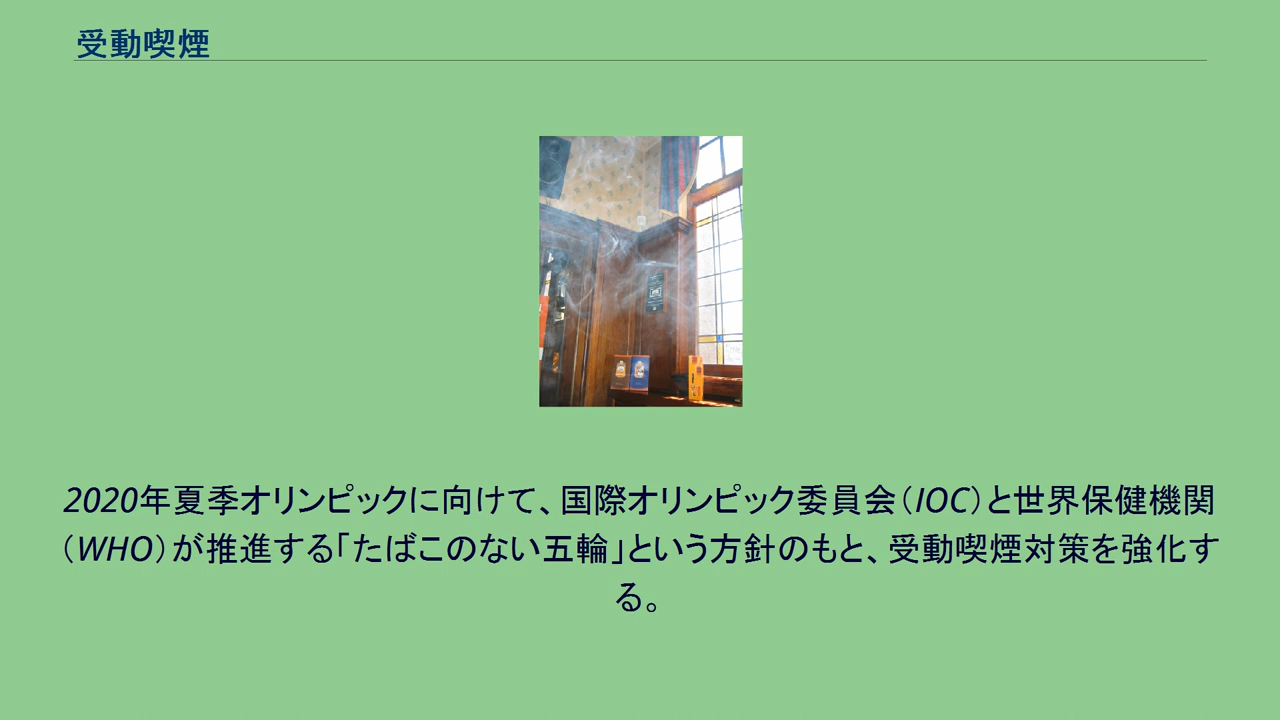 受動喫煙
2020年夏季オリンピックに向けて、国際オリンピック委員会（IOC）と世界保健機関
（WHO）が推進する「たばこのない五輪」という方針のもと、受動喫煙対策を強化す
る。